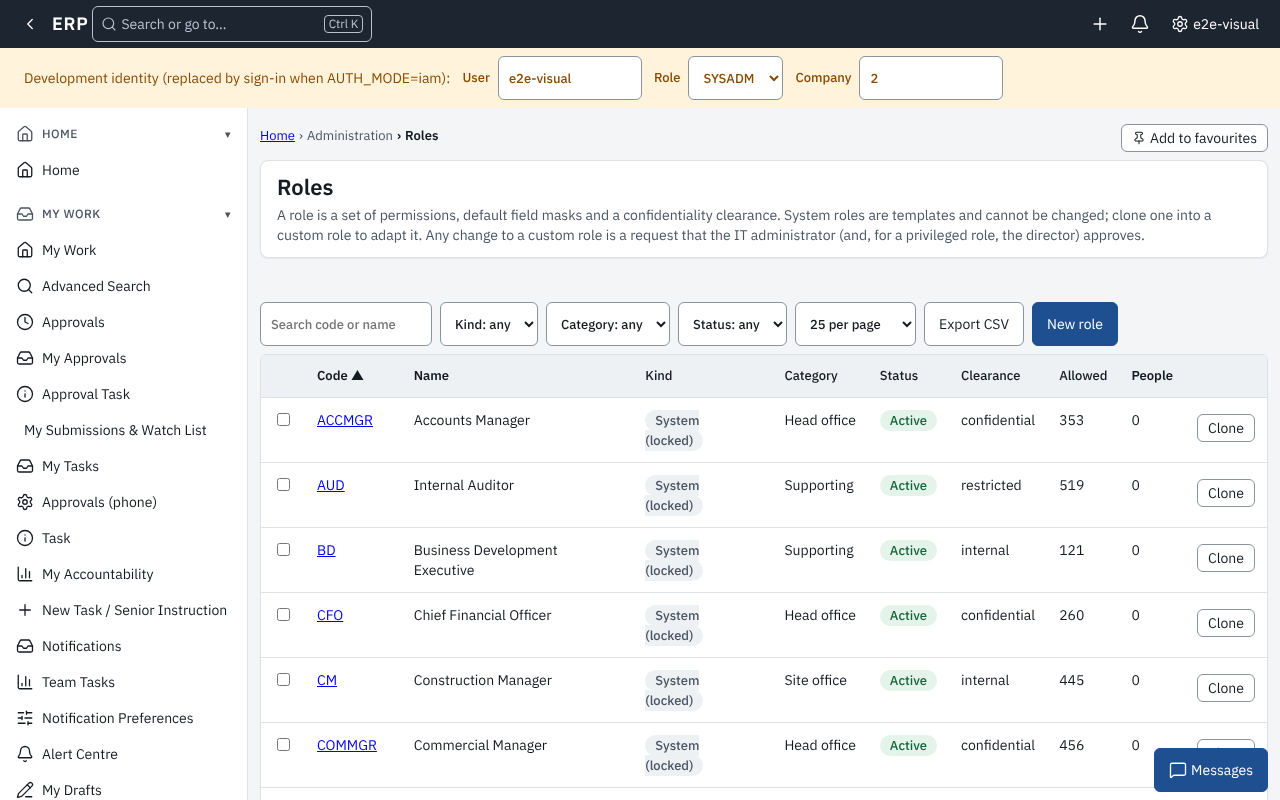 ERP
Search or go to...
Ctrl K
e2e-visual
Development identity (replaced by sign-in when AUTH_MODE=iam):
User
e2e-visual
Role
SYSADM
Company
2
HOME
Home
MY WORK
My Work
Advanced Search
Approvals
My Approvals
Approval Task
My Submissions & Watch List
My Tasks
Approvals (phone)
Task
My Accountability
New Task / Senior Instruction
Notifications
Team Tasks
Notification Preferences
Alert Centre
My Drafts
Home › Administration › Roles
Add to favourites
Roles
A role is a set of permissions, default field masks and a confidentiality clearance. System roles are templates and cannot be changed; clone one into a
custom role to adapt it. Any change to a custom role is a request that the IT administrator (and, for a privileged role, the director) approves.
Search code or name
Kind: any
Category: any
Status: any
25 per page
Export CSV
New role
Code ▲ Name Kind Category Status Clearance Allowed People
ACCMGR Accounts Manager System Head office Active confidential 353 0 Clone
(locked)
AUD Internal Auditor System Supporting Active restricted 519 0 Clone
(locked)
BD Business Development System Supporting Active internal 121 0 Clone
Executive (locked)
CFO Chief Financial Officer System Head office Active confidential 260 0 Clone
(locked)
CM Construction Manager System Site office Active internal 445 0 Clone
(locked)
COMMGR Commercial Manager System Head office Active confidential 456 0
(locked)
Messages